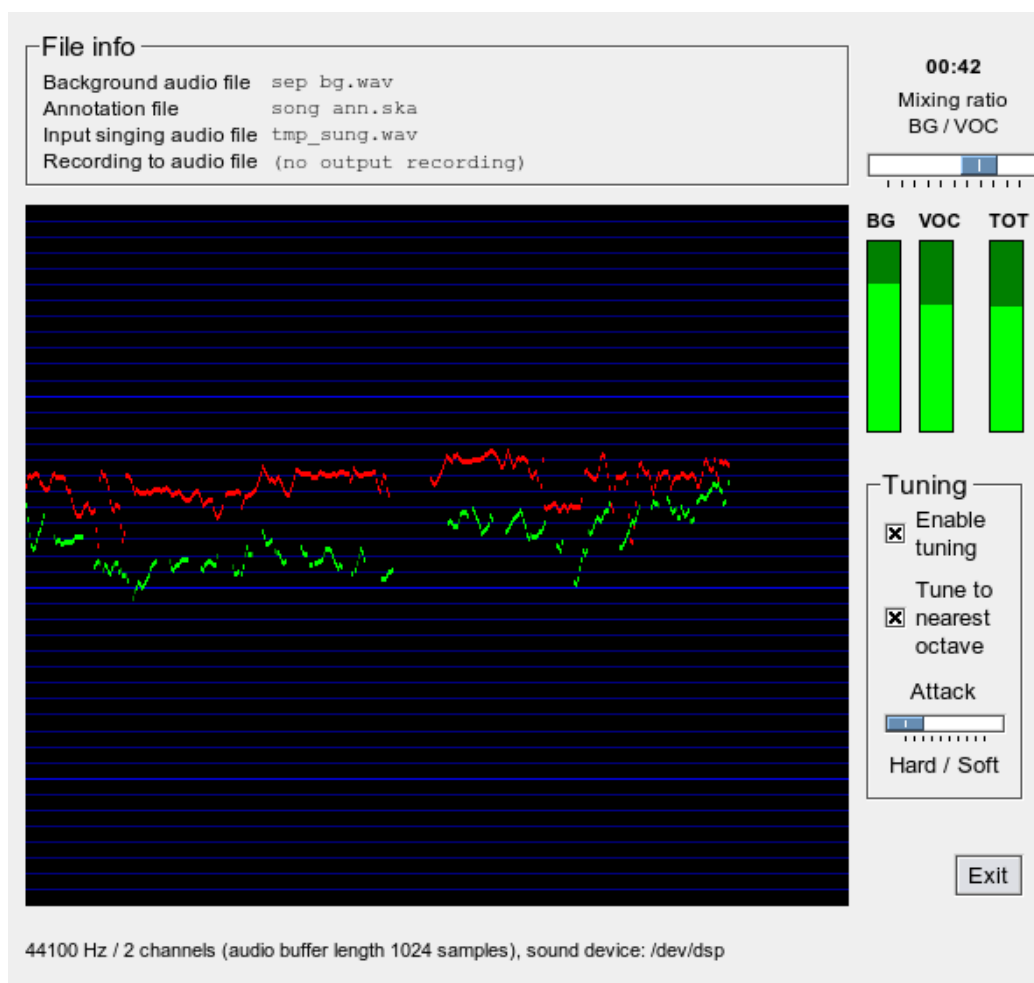 File info
Background audio file sep bg.wav
Annotation file song ann.ska
Input singing audio file tmp_sung.wav
Recording to audio file (no output recording)
00:42
Mixing ratio
BG / VOC
BG VOC TOT
Tuning
Enable
tuning
Tune to
nearest
octave
Attack
Hard / Soft
Exit
44100 Hz / 2 channels (audio buffer length 1024 samples), sound device: /dev/dsp